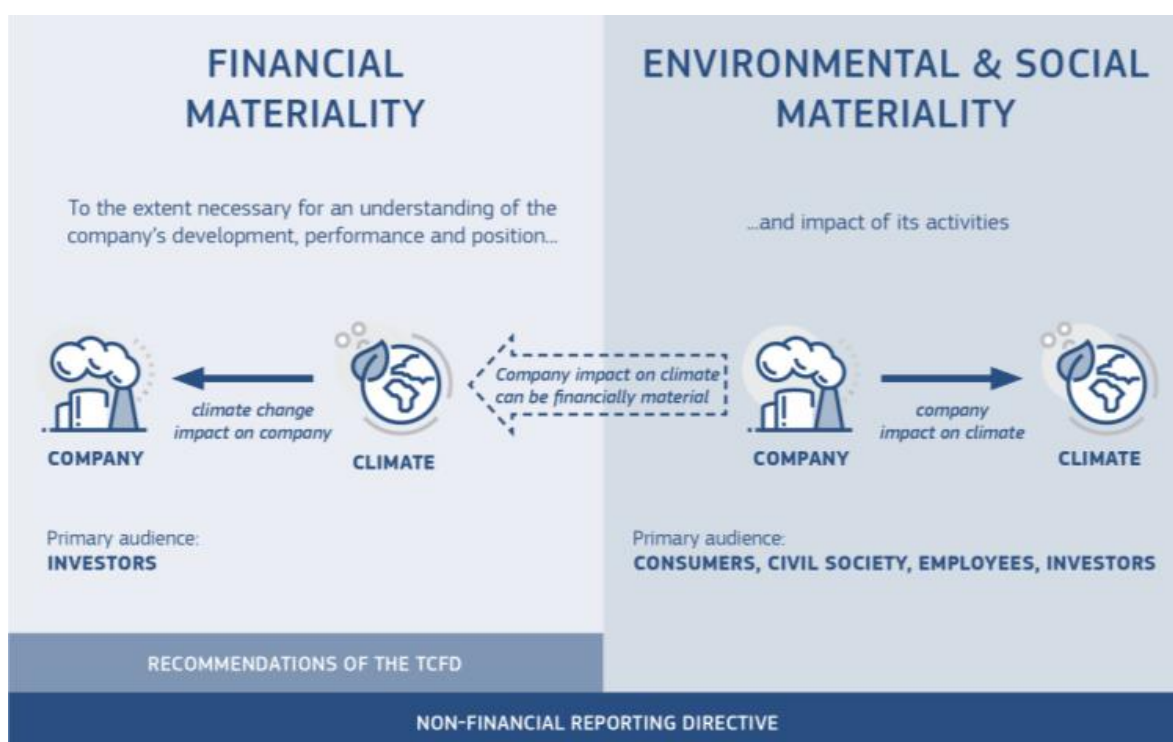 FINANCIAL
MATERIALITY
To the extent necessary for an understanding of the
company's development, performance and position...
climate change
impact on company
COMPANY
CLIMATE
Primary audience:
INVESTORS
RECOMMENDATIONS OF THE TCFD
Company impact on climate
can be financially material
ENVIRONMENTAL & SOCIAL
MATERIALITY
...and impact of its activities
company
impact on climate
COMPANY
CLIMATE
Primary audience:
CONSUMERS, CIVIL SOCIETY, EMPLOYEES, INVESTORS
NON-FINANCIAL REPORTING DIRECTIVE